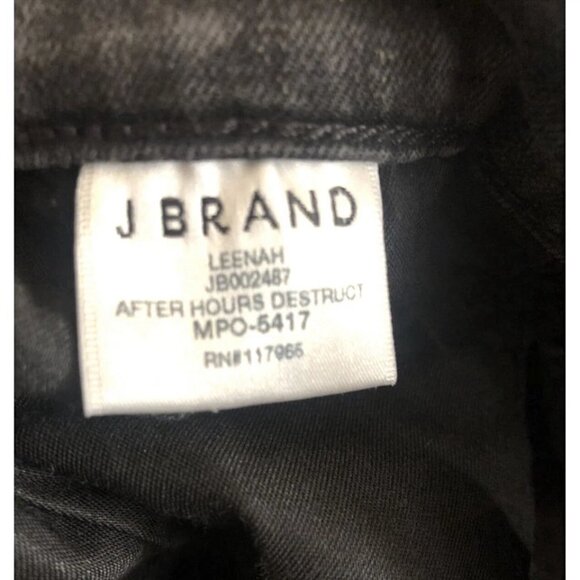 J BRAND
LEENAH
JB002487
AFTER HOURS DESTRUCT
MPO-5417
RN#117965